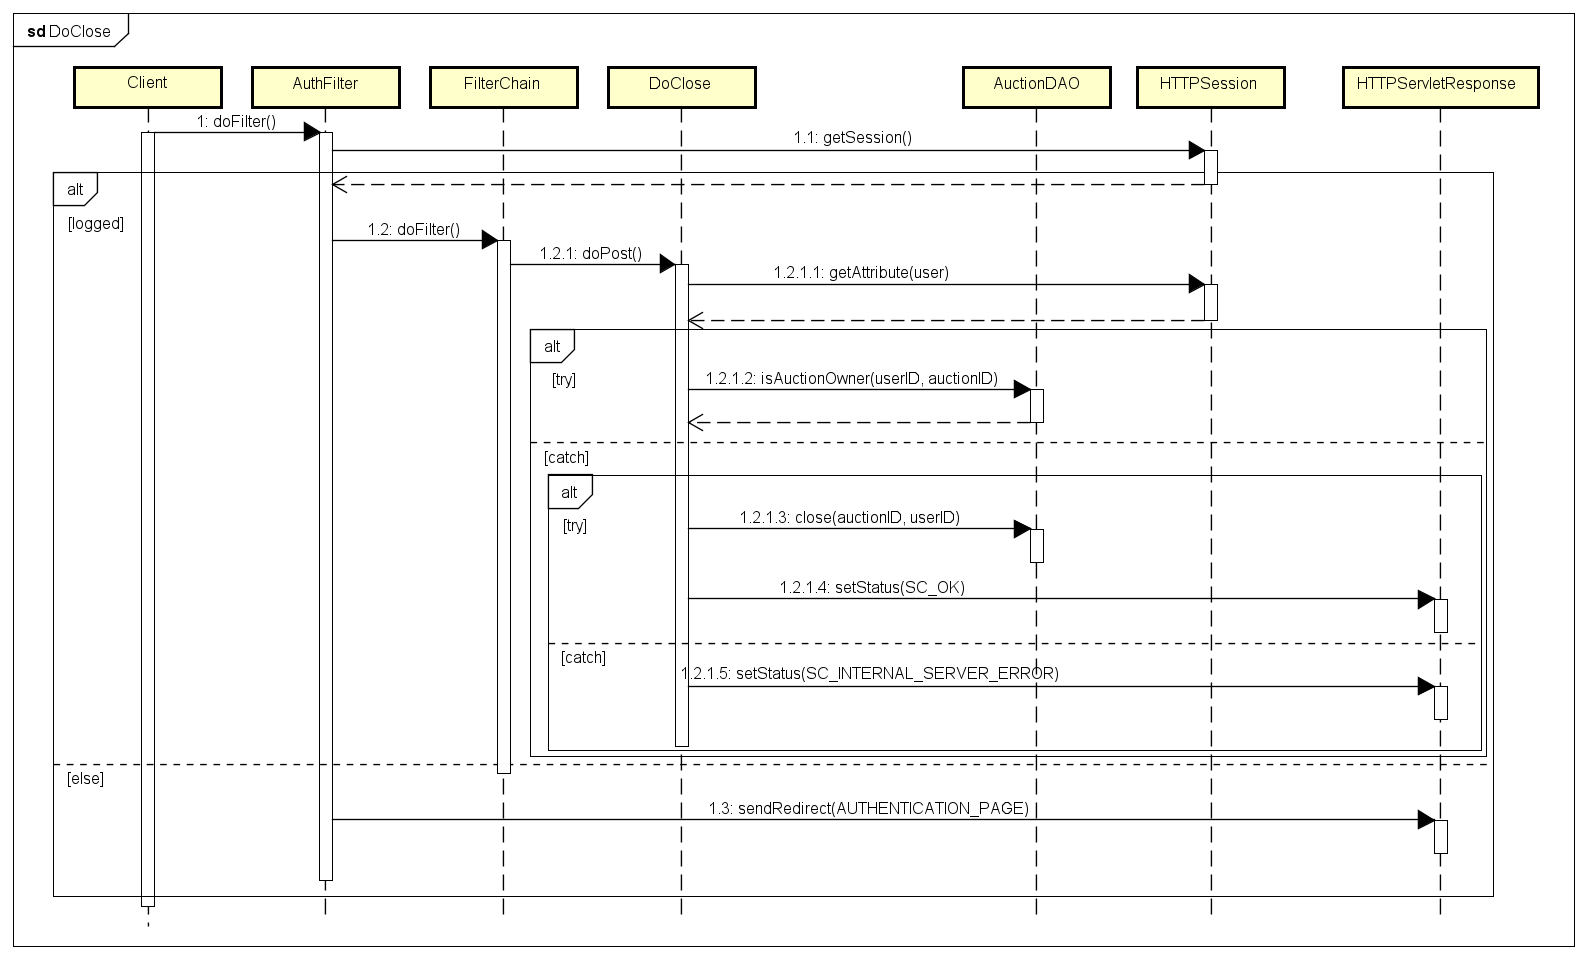 sd DoClose
Client
AuthFilter
FilterChain
DoClose
AuctionDAO
HTTPSession
HTTPServletResponse
1: doFilter()
1.1: getSession()
alt
[logged]
1.2: doFilter()
1.2.1: doPost()
1.2.1.1: getAttribute(user)
alt
[try]
1.2.1.2: isAuctionOwner(userID, auctionID)
[catch]
alt
[try]
1.2.1.3: close(auctionID, userID)
1.2.1.4: setStatus(SC_OK)
[catch]
1.2.1.5: setStatus(SC_INTERNAL_SERVER_ERROR)
[else]
1.3: sendRedirect(AUTHENTICATION_PAGE)